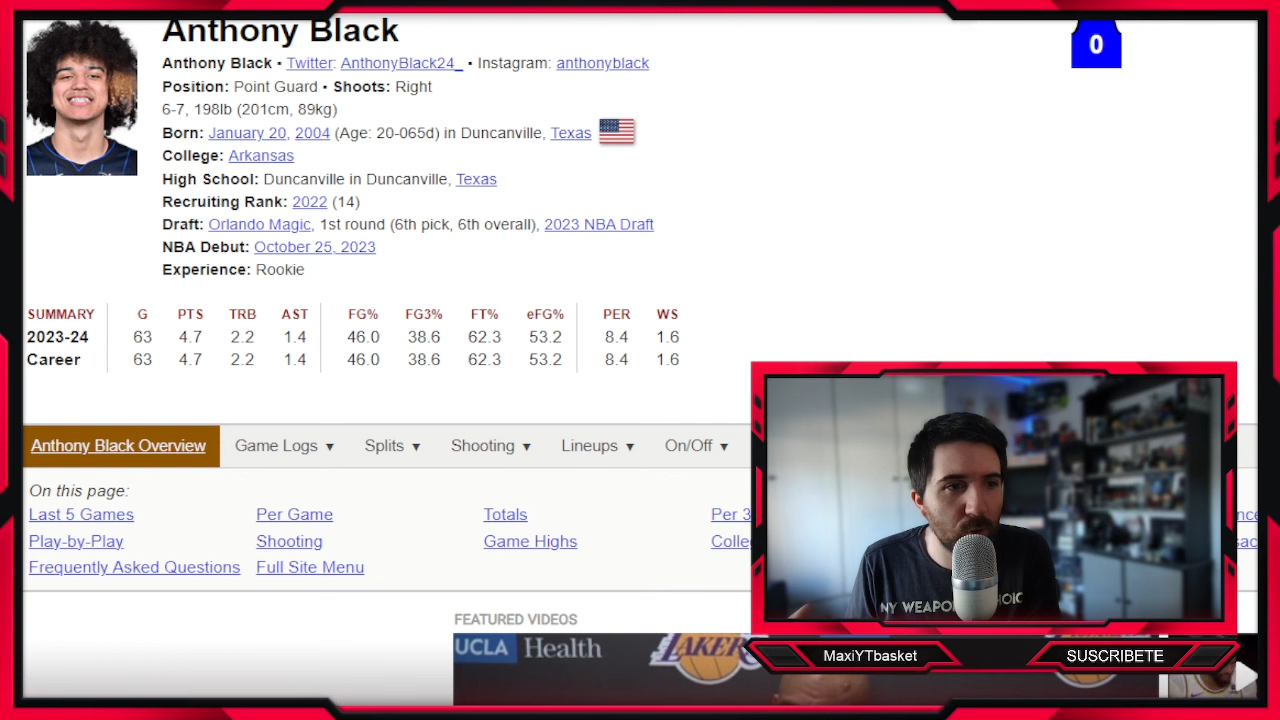 Anthony Black
0
Anthony Black • Twitter: AnthonyBlack24_ • Instagram: anthonyblack
Position: Point Guard • Shoots: Right
6-7, 198lb (201cm, 89kg)
Born: January 20, 2004 (Age: 20-065d) in Duncanville, Texas
College: Arkansas
High School: Duncanville in Duncanville, Texas
Recruiting Rank: 2022 (14)
Draft: Orlando Magic, 1st round (6th pick, 6th overall), 2023 NBA Draft
NBA Debut: October 25, 2023
Experience: Rookie
SUMMARY G PTS TRB AST FG% FG3% FT% eFG% PER WS
2023-24 63 4.7 2.2 1.4 46.0 38.6 62.3 53.2 8.4 1.6
Career 63 4.7 2.2 1.4 46.0 38.6 62.3 53.2 8.4 1.6
Anthony Black Overview Game Logs ▼ Splits ▼ Shooting ▼ Lineups ▼ On/Off ▼
On this page:
Last 5 Games Per Game Totals Per 3
Play-by-Play Shooting Game Highs
Frequently Asked Questions Full Site Menu
FEATURED VIDEOS
UCLA Health LAKERS
NY WEAPON
MaxiYTbasket SUSCRIBETE